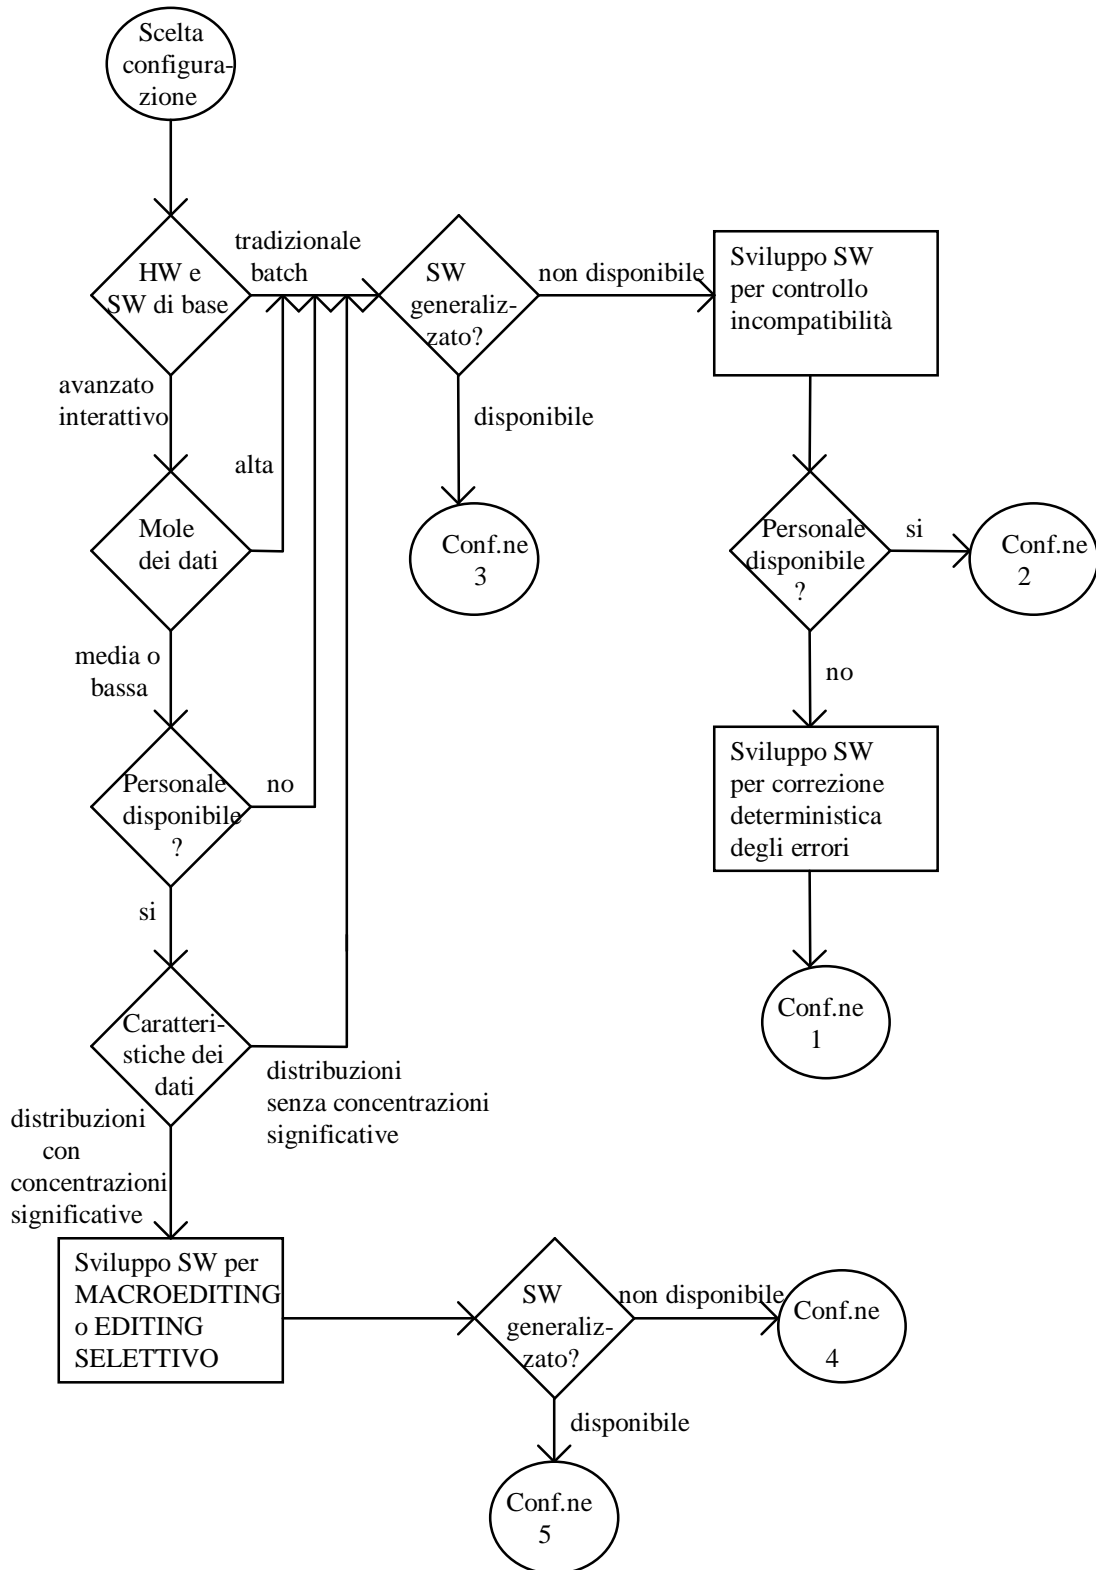 Scelta
configura-
zione
HW e
SW di base
tradizionale
batch
SW
generaliz-
zato?
non disponibile
Sviluppo SW
per controllo
incompatibilità
avanzato
interattivo
disponibile
alta
Mole
dei dati
Conf.ne
3
Personale
disponibile
?
si
Conf.ne
2
media o
bassa
no
Personale
disponibile
?
no
Sviluppo SW
per correzione
deterministica
degli errori
si
Caratteri-
stiche dei
dati
Conf.ne
1
distribuzioni
senza concentrazioni
significative
distribuzioni
con
concentrazioni
significative
Sviluppo SW per
MACROEDITING
o EDITING
SELETTIVO
SW
generaliz-
zato?
non disponibile
Conf.ne
4
disponibile
Conf.ne
5